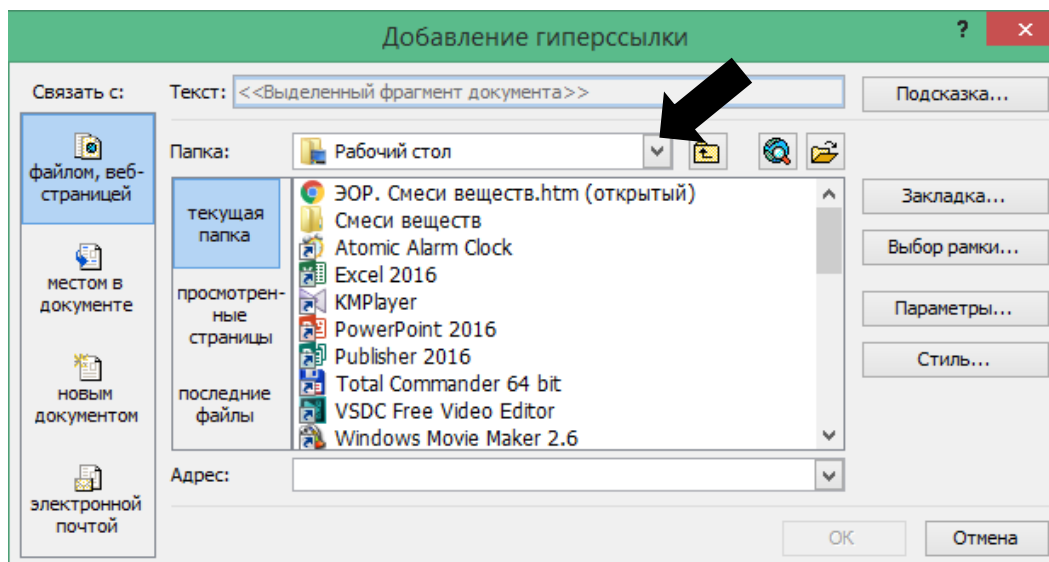 Добавление гиперссылки
?
Связать с:
Текст: <<Выделенный фрагмент документа>>
Подсказка...
файлом, веб-
страницей
Папка:
Рабочий стол
текущая
папка
ЭОР. Смеси веществ.htm (открытый)
Смеси веществ
Atomic Alarm Clock
Excel 2016
KMPlayer
PowerPoint 2016
Publisher 2016
Total Commander 64 bit
VSDC Free Video Editor
Windows Movie Maker 2.6
Закладка...
Выбор рамки...
местом в
документе
просмотрен-
ные
страницы
Параметры...
Стиль...
новым
документом
последние
файлы
Адрес:
электронной
почтой
ОК
Отмена